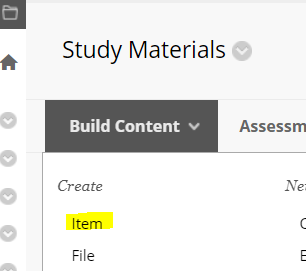 Study Materials
Build Content Assessm
Create
Item
File